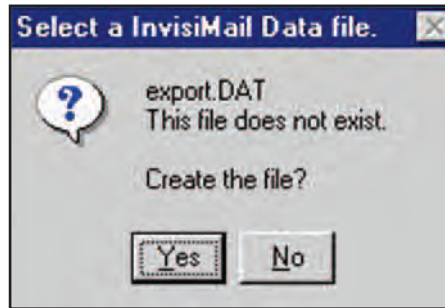 Select a InvisiMail Data file.
export.DAT
This file does not exist.
Create the file?
Yes
No